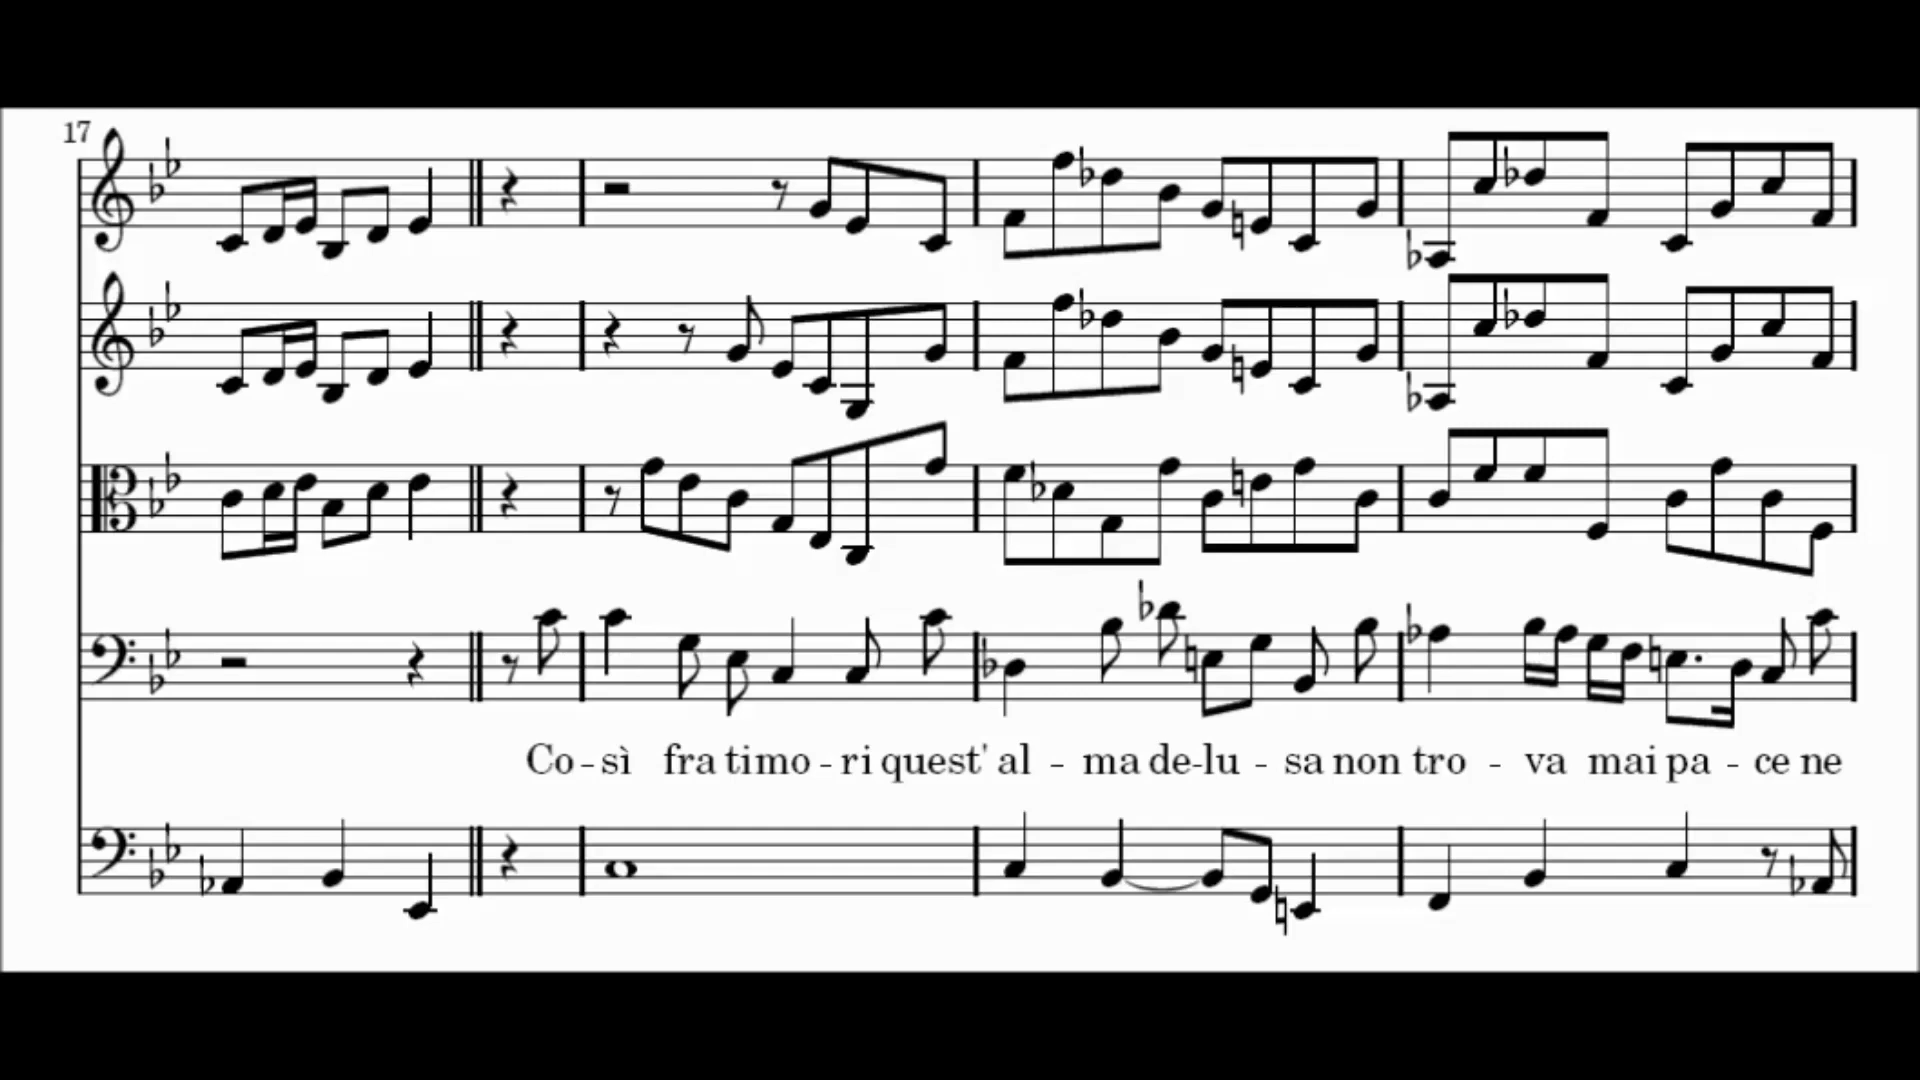 17
Co - sì fra timo - ri quest' al - ma de-lu - sa non tro - va mai pa - ce ne